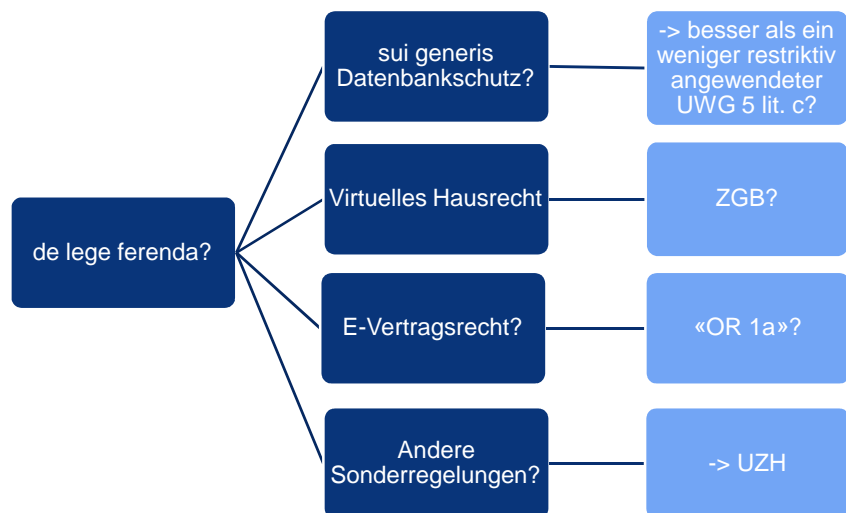 de lege ferenda?
sui generis
Datenbankschutz?
-> besser als ein
weniger restriktiv
angewendeter
UWG 5 lit. c?
Virtuelles Hausrecht
ZGB?
E-Vertragsrecht?
«OR 1a»?
Andere
Sonderregelungen?
-> UZH